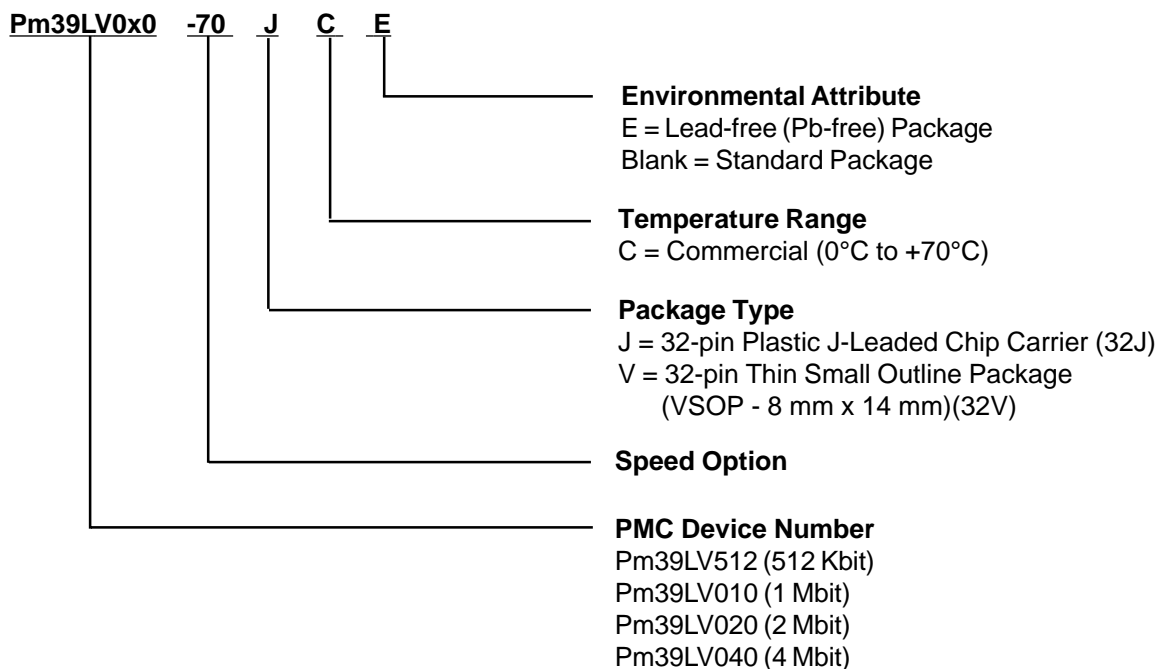 Pm39LV0x0 -70 J C E
Environmental Attribute
E = Lead-free (Pb-free) Package
Blank = Standard Package
Temperature Range
C = Commercial (0°C to +70°C)
Package Type
J = 32-pin Plastic J-Leaded Chip Carrier (32J)
V = 32-pin Thin Small Outline Package
(VSOP - 8 mm x 14 mm)(32V)
Speed Option
PMC Device Number
Pm39LV512 (512 Kbit)
Pm39LV010 (1 Mbit)
Pm39LV020 (2 Mbit)
Pm39LV040 (4 Mbit)